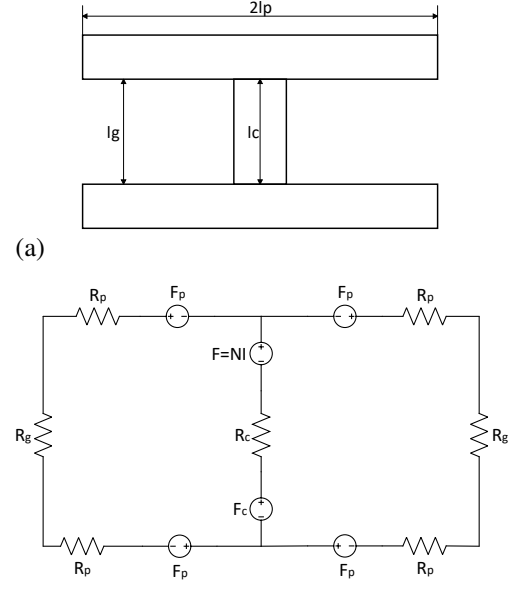 2lp
lg lc
(a)
Rp Fp Fp Rp
+ - + -
+
F=NI
-
Rg Rc Rg
+
Fc
-
- + + -
Rp Fp Fp Rp